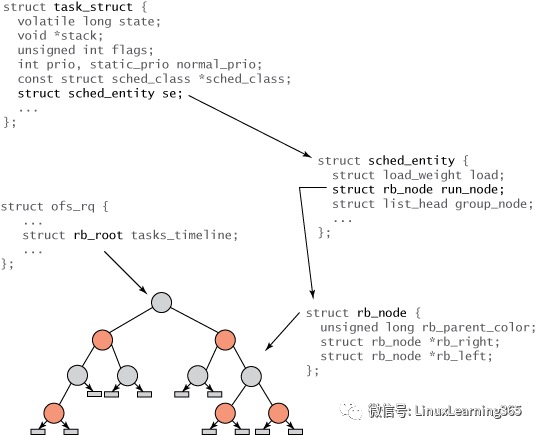 struct task_struct {
volatile long state;
void *stack;
unsigned int flags;
int prio, static_prio normal_prio;
const struct sched_class *sched_class;
struct sched_entity se;
...
};
struct sched_entity {
struct load_weight load;
struct rb_node run_node;
struct list_head group_node;
...
};
struct ofs_rq {
...
struct rb_root tasks_timeline;
...
};
struct rb_node {
unsigned long rb_parent_color;
struct rb_node *rb_right;
struct rb_node *rb_left;
};
微信号: LinuxLearning365